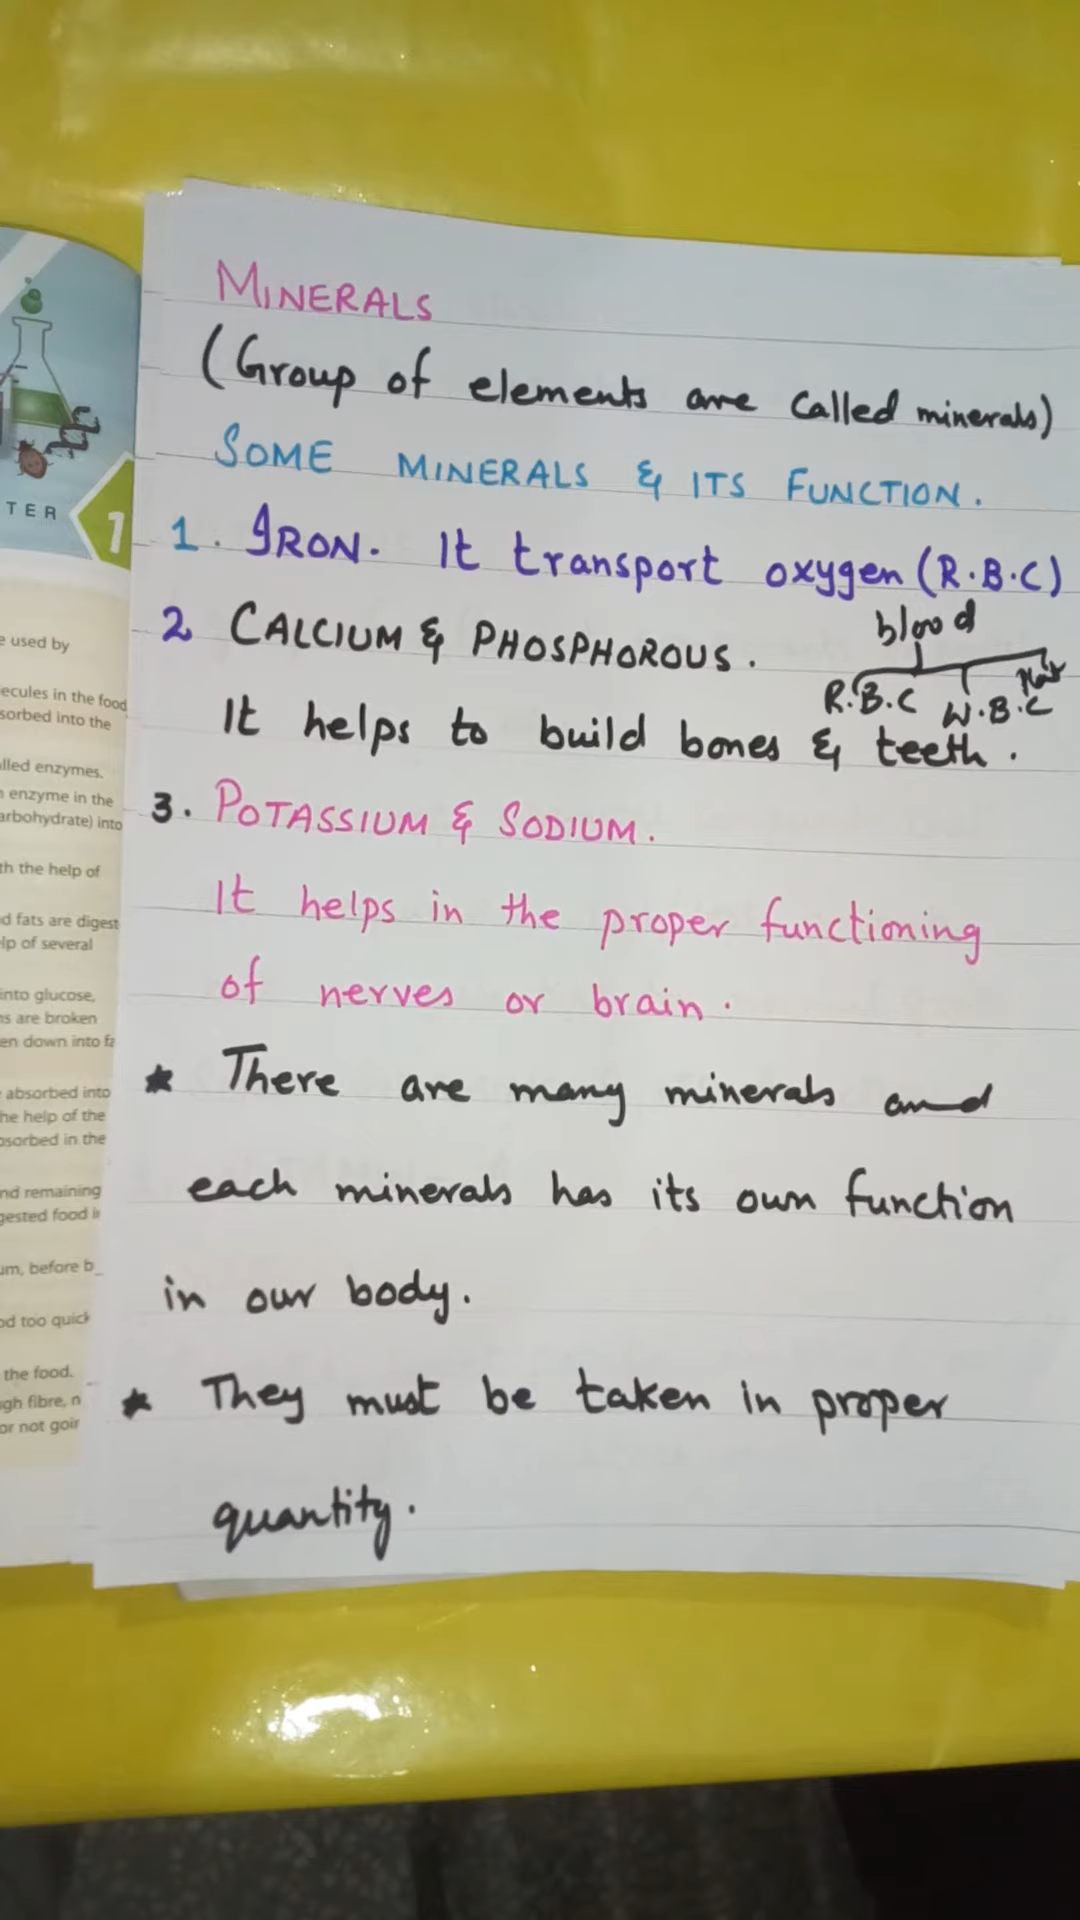 MINERALS
(Group of elements are called minerals)
SOME MINERALS & ITS FUNCTION.
1. IRON. It transport oxygen (R.B.C)
2 CALCIUM & PHOSPHOROUS.
blood
R.B.C W.B.C
It helps to build bones & teeth.
3. POTASSIUM & SODIUM.
It helps in the proper functioning
of nerves or brain.
* There are many minerals and
each minerals has its own function
in our body.
* They must be taken in proper
quantity.
TER
1
used by
ecules in the food
sorbed into the
lled enzymes.
enzyme in the
arbohydrate) into
th the help of
d fats are digest
lp of several
into glucose,
s are broken
en down into fa
absorbed into
he help of the
sorbed in the
nd remaining
gested food i
um, before b
od too quick
the food.
gh fibre, n
or not goir